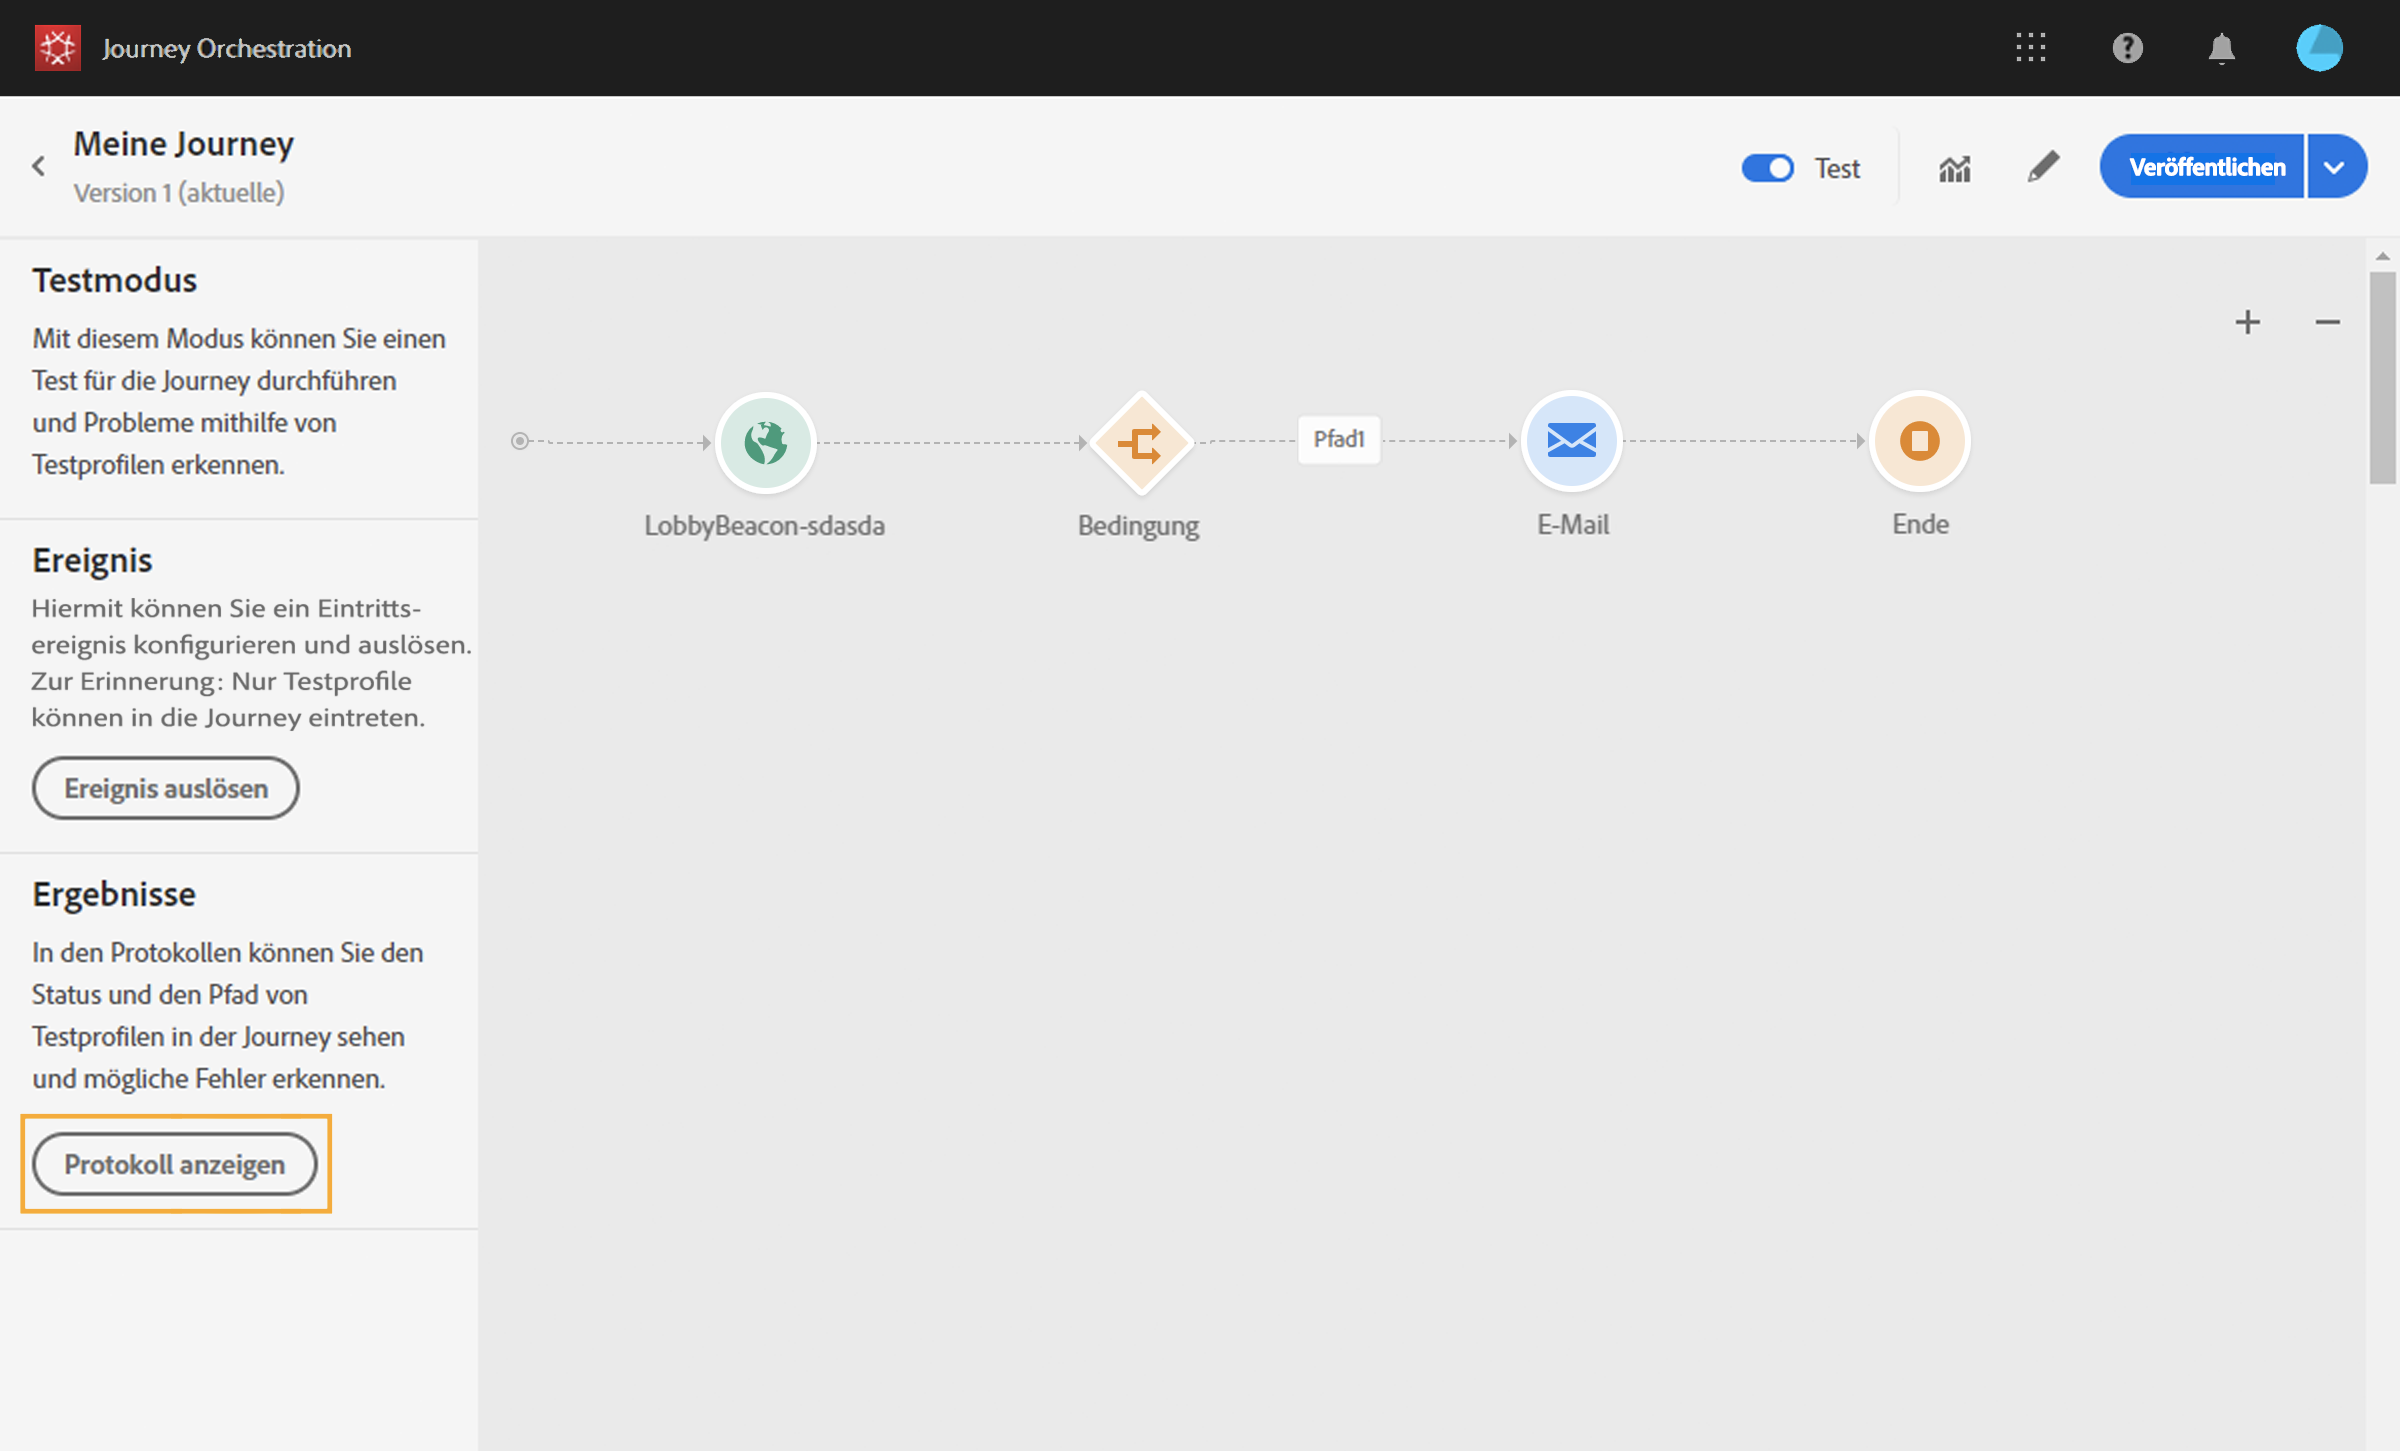 Journey Orchestration
Meine Journey
Version 1 (aktuelle)
Test
Veröffentlichen
Testmodus
Mit diesem Modus können Sie einen
Test für die Journey durchführen
und Probleme mithilfe von
Testprofilen erkennen.
Ereignis
Hiermit können Sie ein Eintritts-
ereignis konfigurieren und auslösen.
Zur Erinnerung: Nur Testprofile
können in die Journey eintreten.
Ereignis auslösen
Ergebnisse
In den Protokollen können Sie den
Status und den Pfad von
Testprofilen in der Journey sehen
und mögliche Fehler erkennen.
Protokoll anzeigen
Pfad1
LobbyBeacon-sdasda
Bedingung
E-Mail
Ende